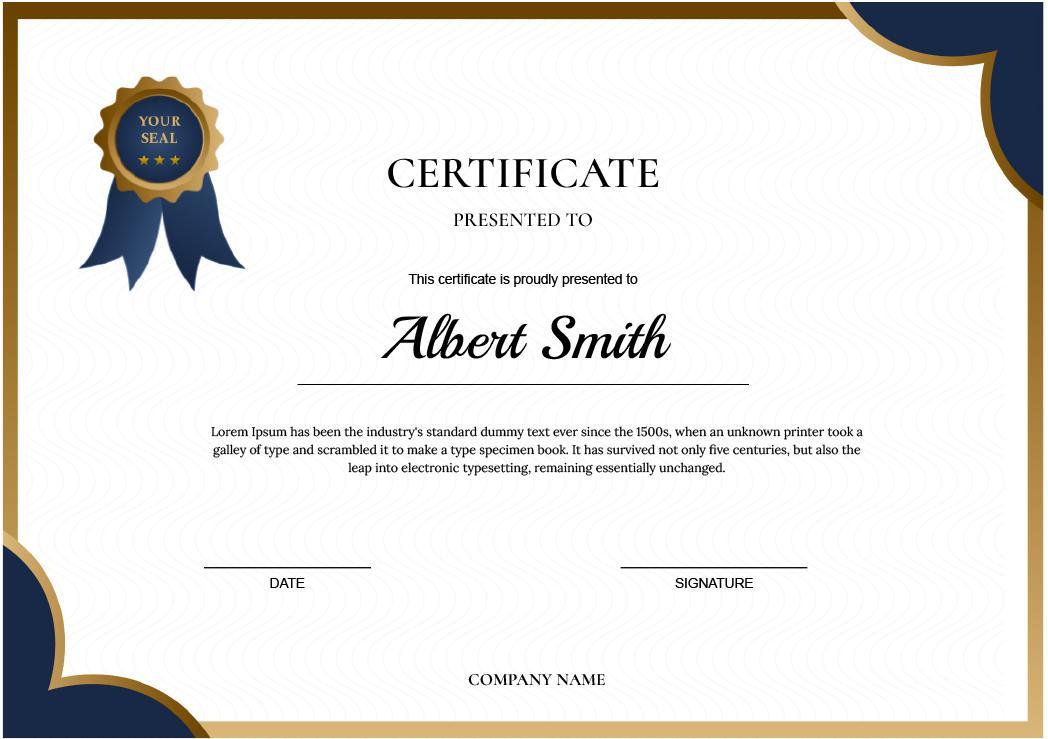 YOUR
SEAL
CERTIFICATE
PRESENTED TO
This certificate is proudly presented to
Albert Smith
Lorem Ipsum has been the industry's standard dummy text ever since the 1500s, when an unknown printer took a
galley of type and scrambled it to make a type specimen book. It has survived not only five centuries, but also the
leap into electronic typesetting, remaining essentially unchanged.
DATE
SIGNATURE
COMPANY NAME